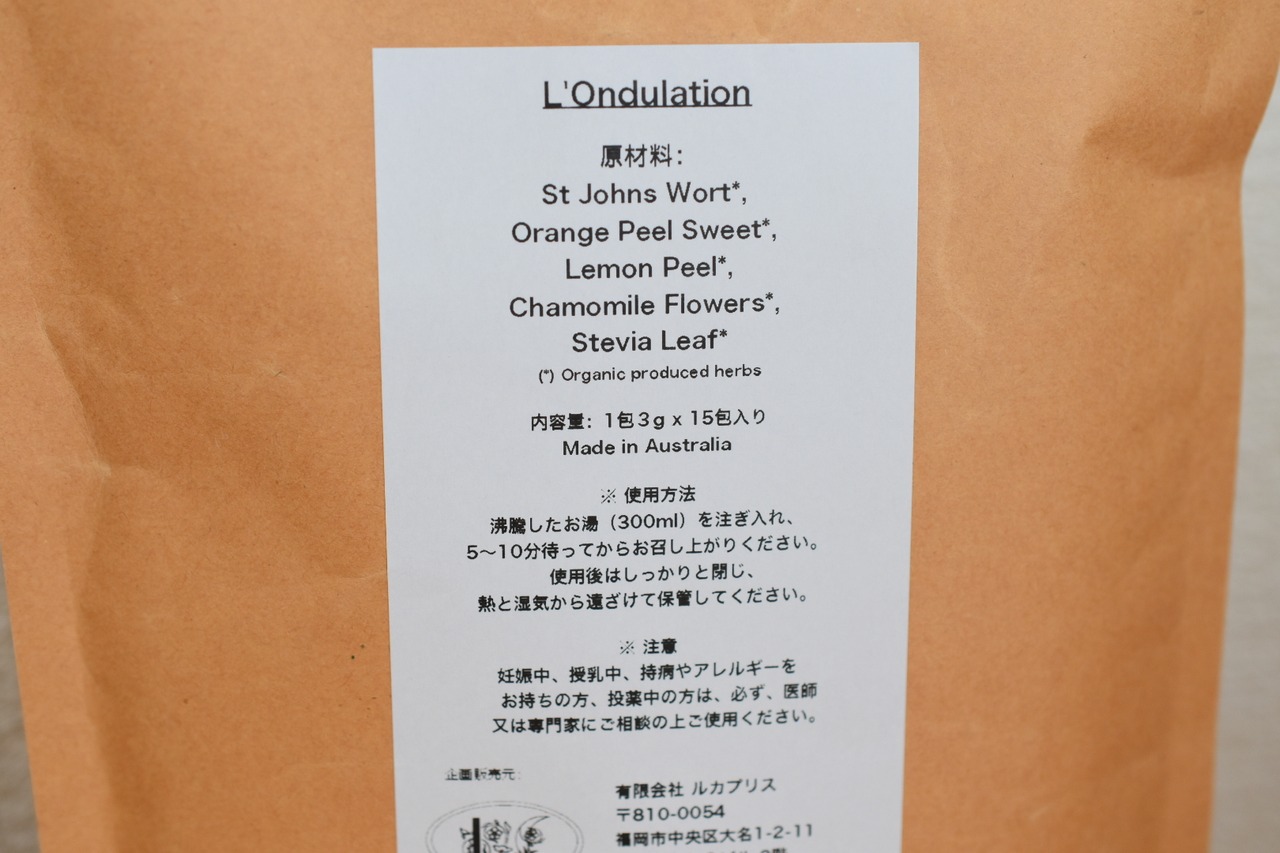 L'Ondulation
原材料:
St Johns Wort*,
Orange Peel Sweet*,
Lemon Peel*,
Chamomile Flowers*,
Stevia Leaf*
(*) Organic produced herbs
内容量: 1包3g x 15包入り
Made in Australia
※ 使用方法
沸騰したお湯（300ml）を注ぎ入れ、
5〜10分待ってからお召し上がりください。
使用後はしっかりと閉じ、
熱と湿気から遠ざけて保管してください。
※ 注意
妊娠中、授乳中、持病やアレルギーを
お持ちの方、投薬中の方は、必ず、医師
又は専門家にご相談の上ご使用ください。
企画販売元:
有限会社 ルカプリス
〒810-0054
福岡市中央区大名1-2-11